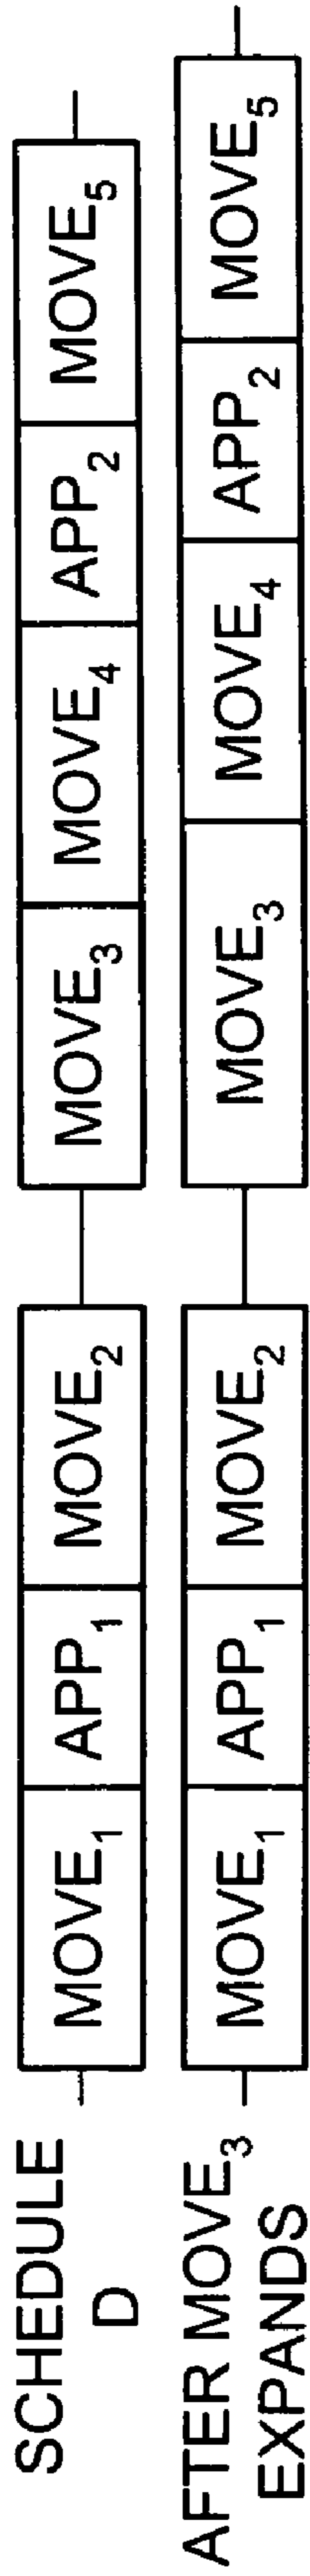 SCHEDULE
D
MOVE₁ APP₁ MOVE₂ MOVE₃ MOVE₄ APP₂ MOVE₅
AFTER MOVE₃
EXPANDS
MOVE₁ APP₁ MOVE₂ MOVE₃ MOVE₄ APP₂ MOVE₅